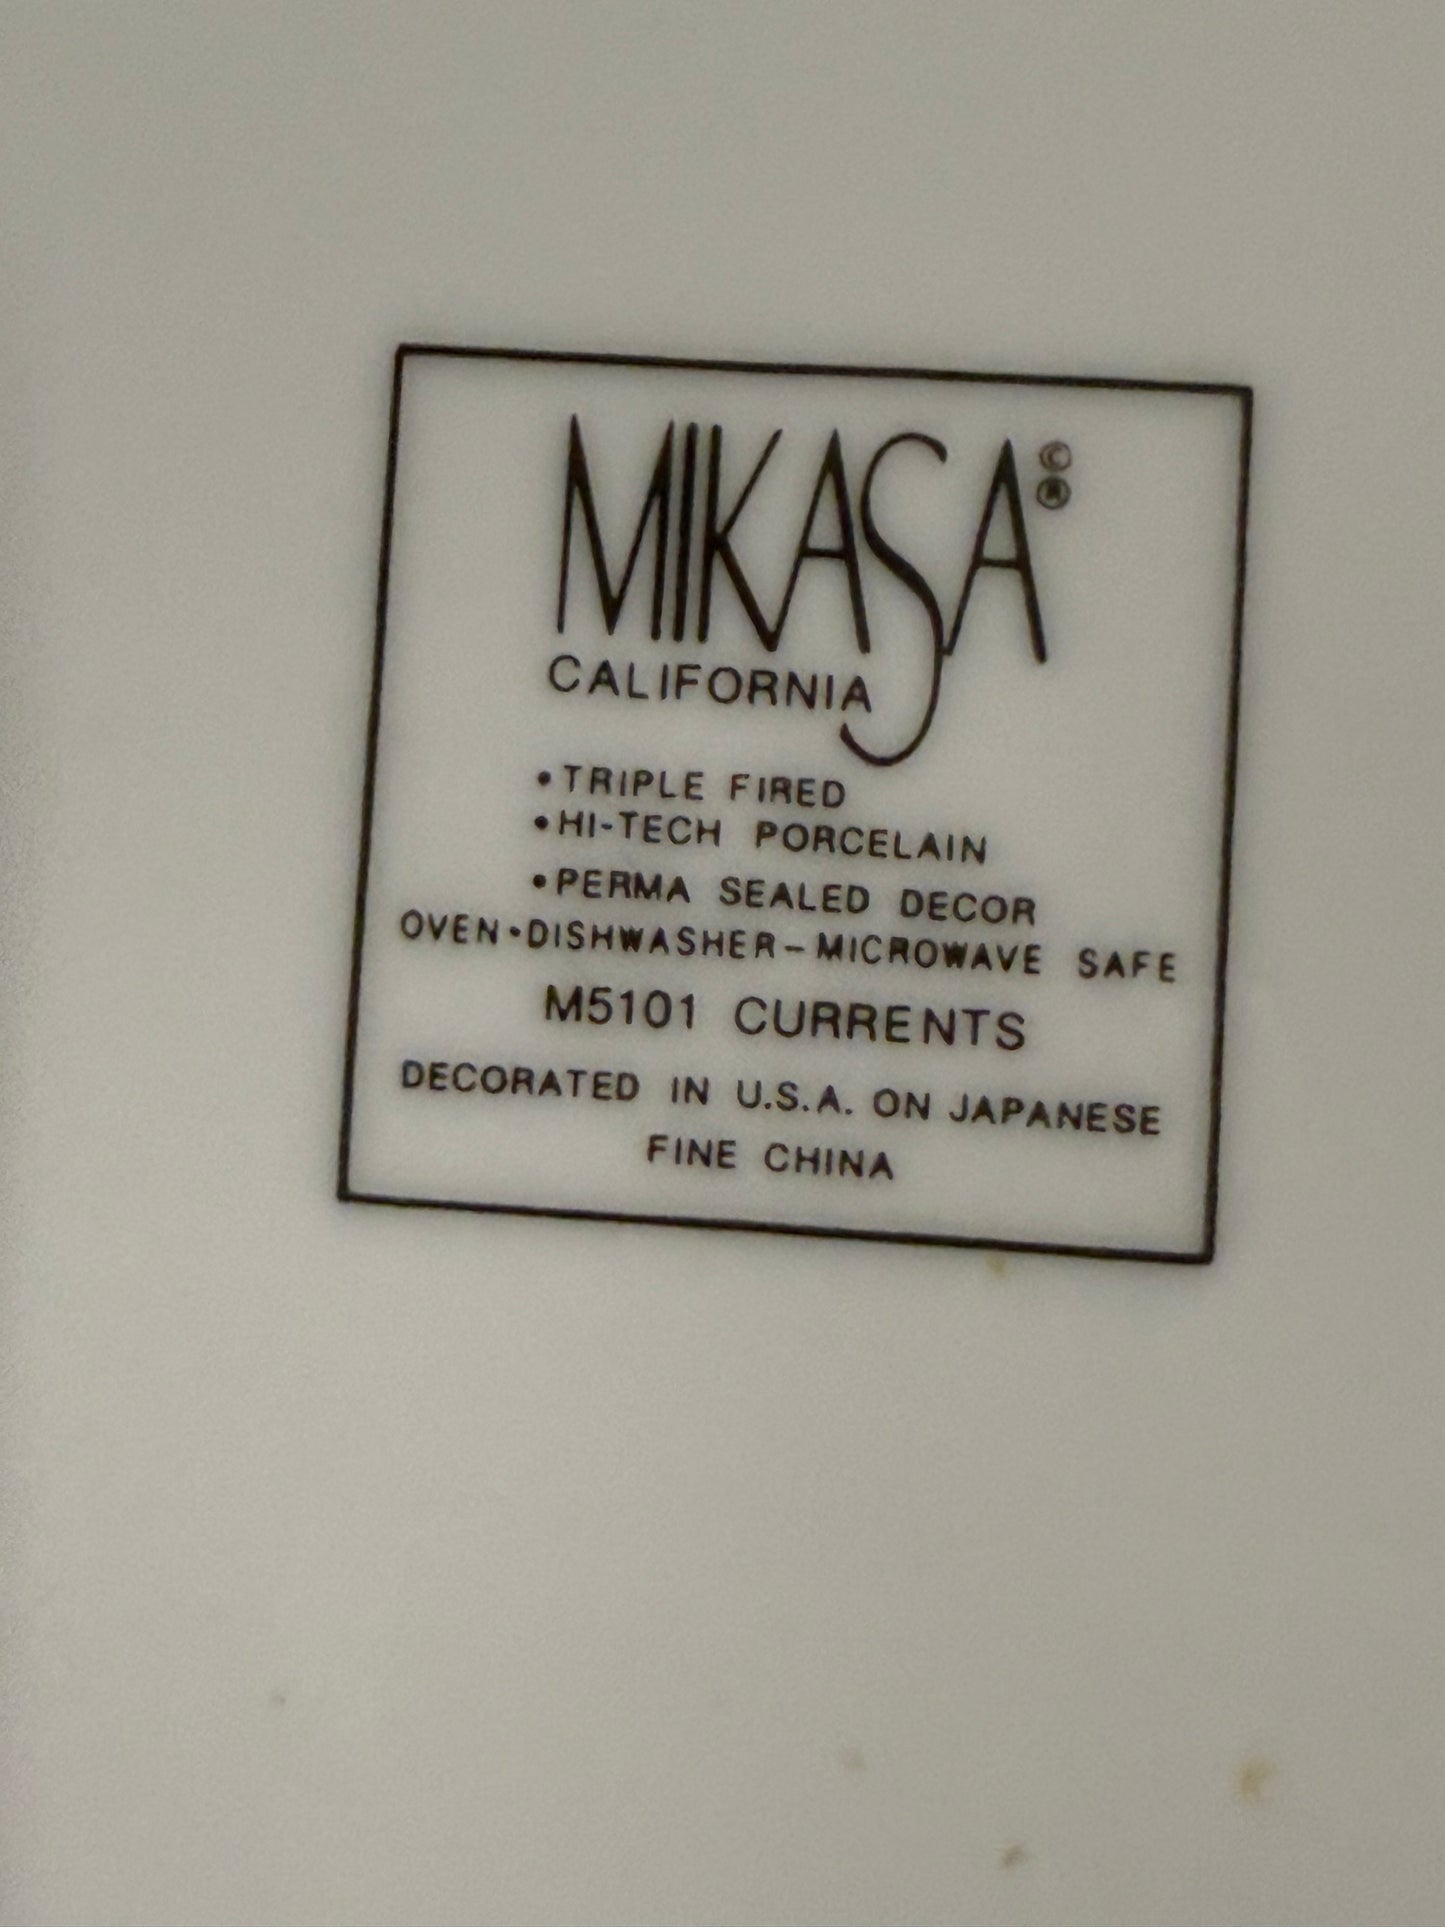 MIKASA ©
®
CALIFORNIA
•TRIPLE FIRED
•HI-TECH PORCELAIN
•PERMA SEALED DECOR
OVEN•DISHWASHER–MICROWAVE SAFE
M5101 CURRENTS
DECORATED IN U.S.A. ON JAPANESE
FINE CHINA